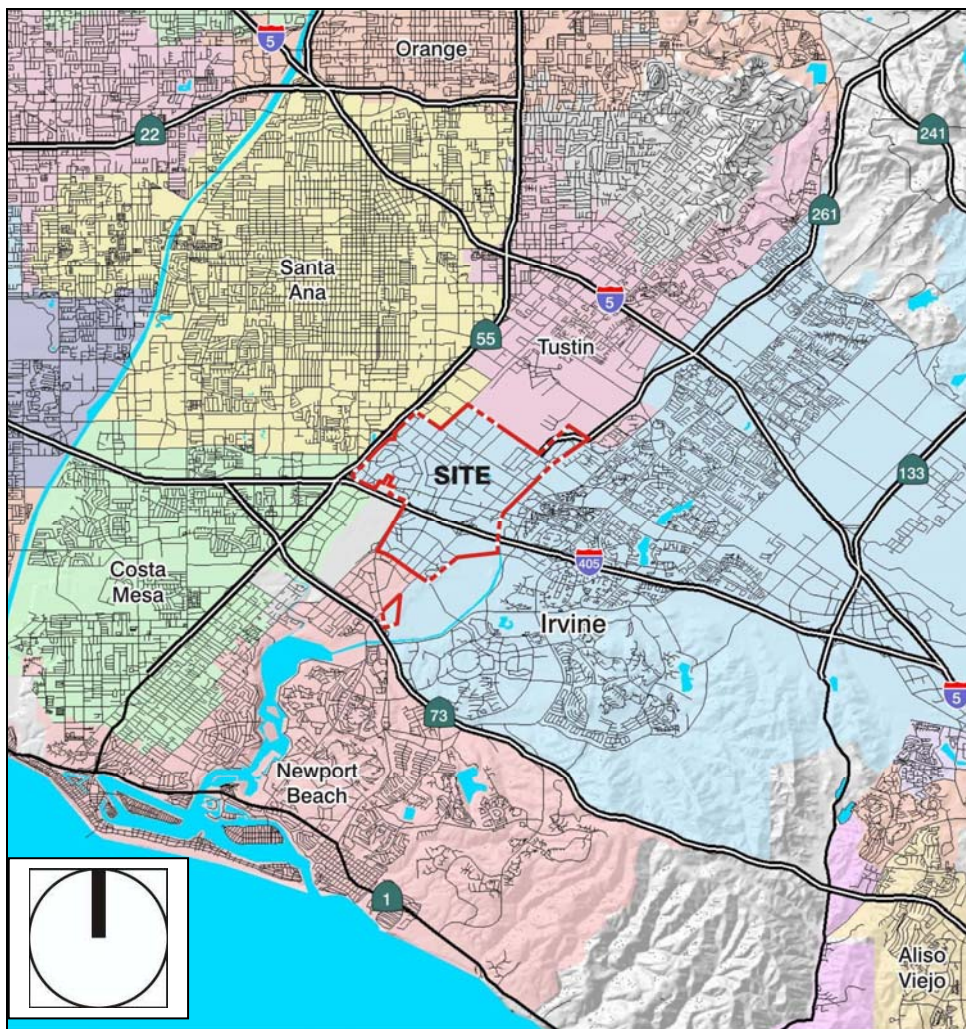 5
Orange
22
241
261
Santa
Ana
5
55
Tustin
SITE
133
405
Costa
Mesa
Irvine
5
73
Newport
Beach
1
Aliso
Viejo